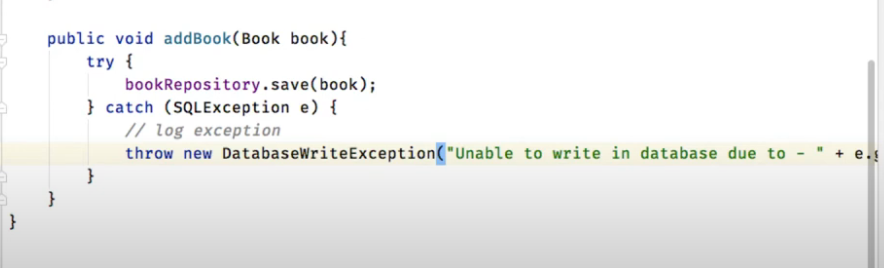 public void addBook(Book book){
try {
bookRepository.save(book);
} catch (SQLException e) {
// log exception
throw new DatabaseWriteException("Unable to write in database due to - " + e.g
}
}
}